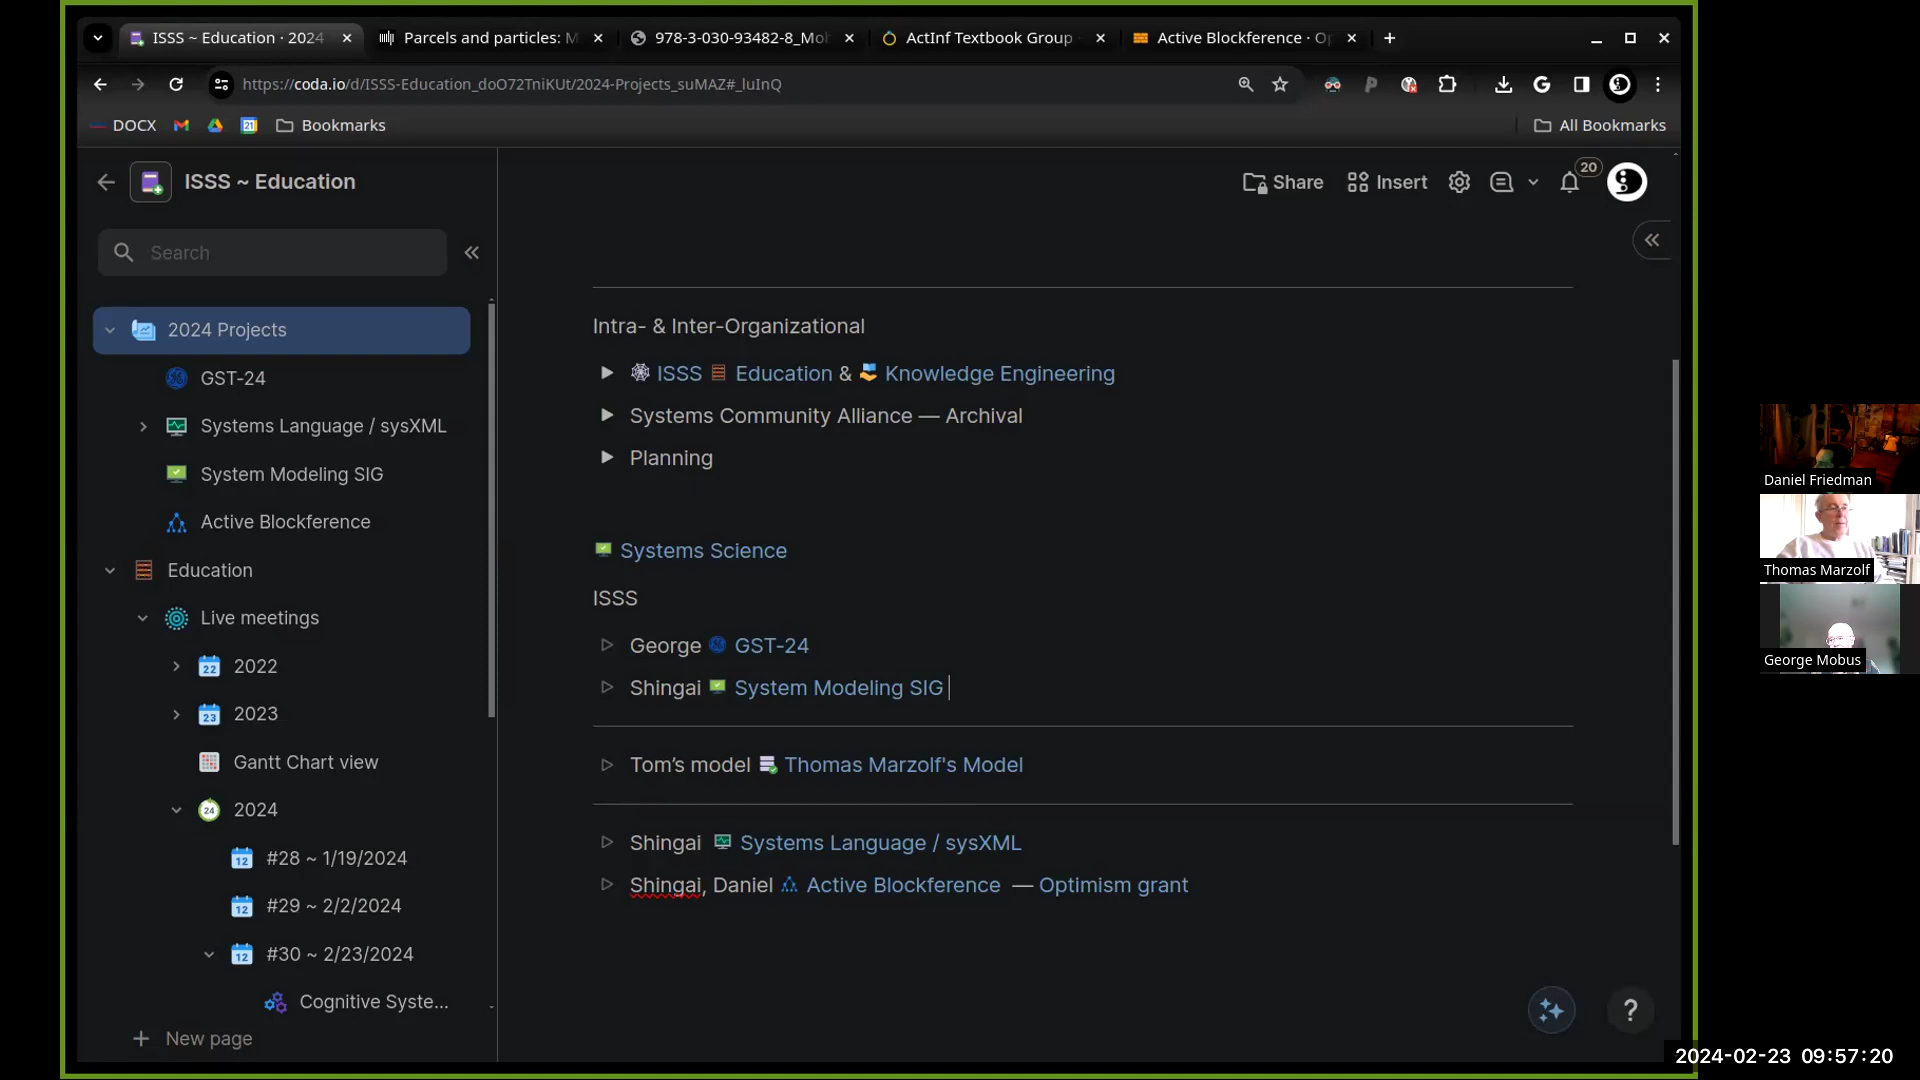 ISSS ~ Education · 2024
Parcels and particles: M
978-3-030-93482-8_Mob
ActInf Textbook Group
Active Blockference · Op
https://coda.io/d/ISSS-Education_doO72TniKUt/2024-Projects_suMAZ#_luInQ
DOCX
Bookmarks
All Bookmarks
ISSS ~ Education
Share
Insert
20
Search
2024 Projects
GST-24
Systems Language / sysXML
System Modeling SIG
Active Blockference
Education
Live meetings
2022
2023
Gantt Chart view
2024
#28 ~ 1/19/2024
#29 ~ 2/2/2024
#30 ~ 2/23/2024
Cognitive Syste...
New page
Intra- & Inter-Organizational
ISSS Education & Knowledge Engineering
Systems Community Alliance — Archival
Planning
Systems Science
ISSS
George GST-24
Shingai System Modeling SIG
Tom’s model Thomas Marzolf's Model
Shingai Systems Language / sysXML
Shingai, Daniel Active Blockference — Optimism grant
Daniel Friedman
Thomas Marzolf
George Mobus
2024-02-23 09:57:20